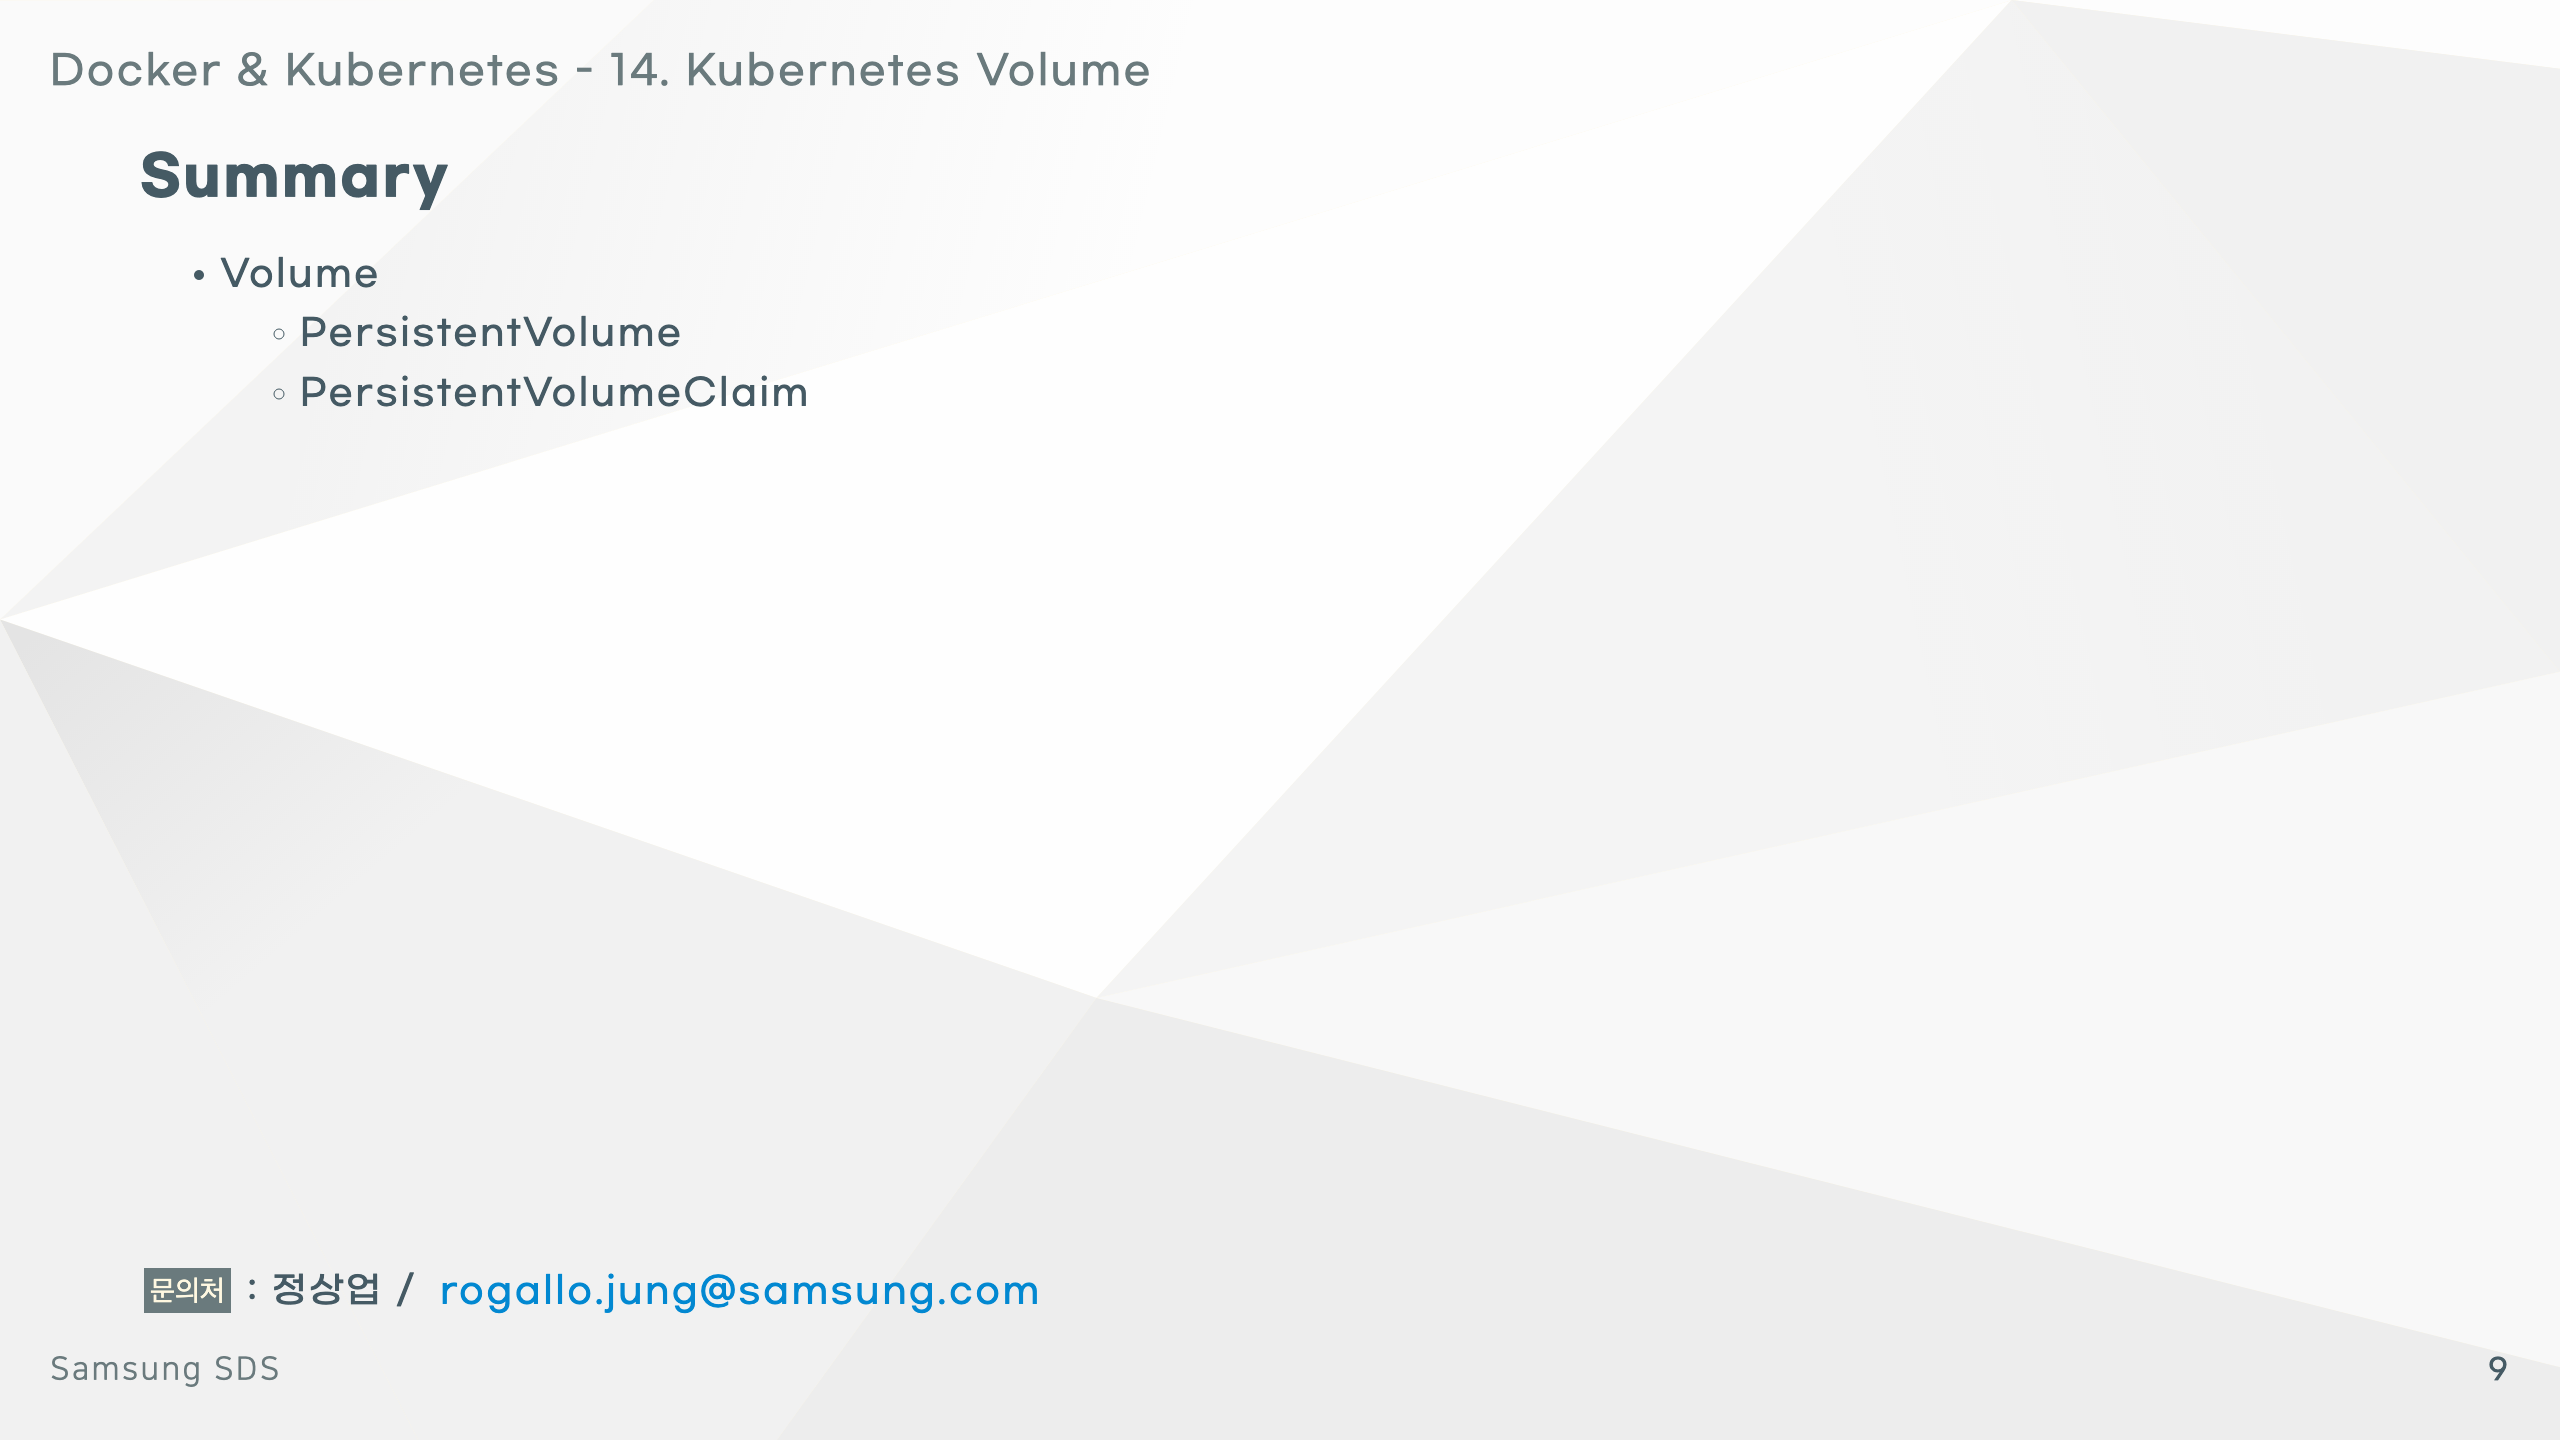 Docker & Kubernetes - 14. Kubernetes Volume
Summary
• Volume
◦ PersistentVolume
◦ PersistentVolumeClaim
문의처 : 정상업 / rogallo.jung@samsung.com
Samsung SDS
9